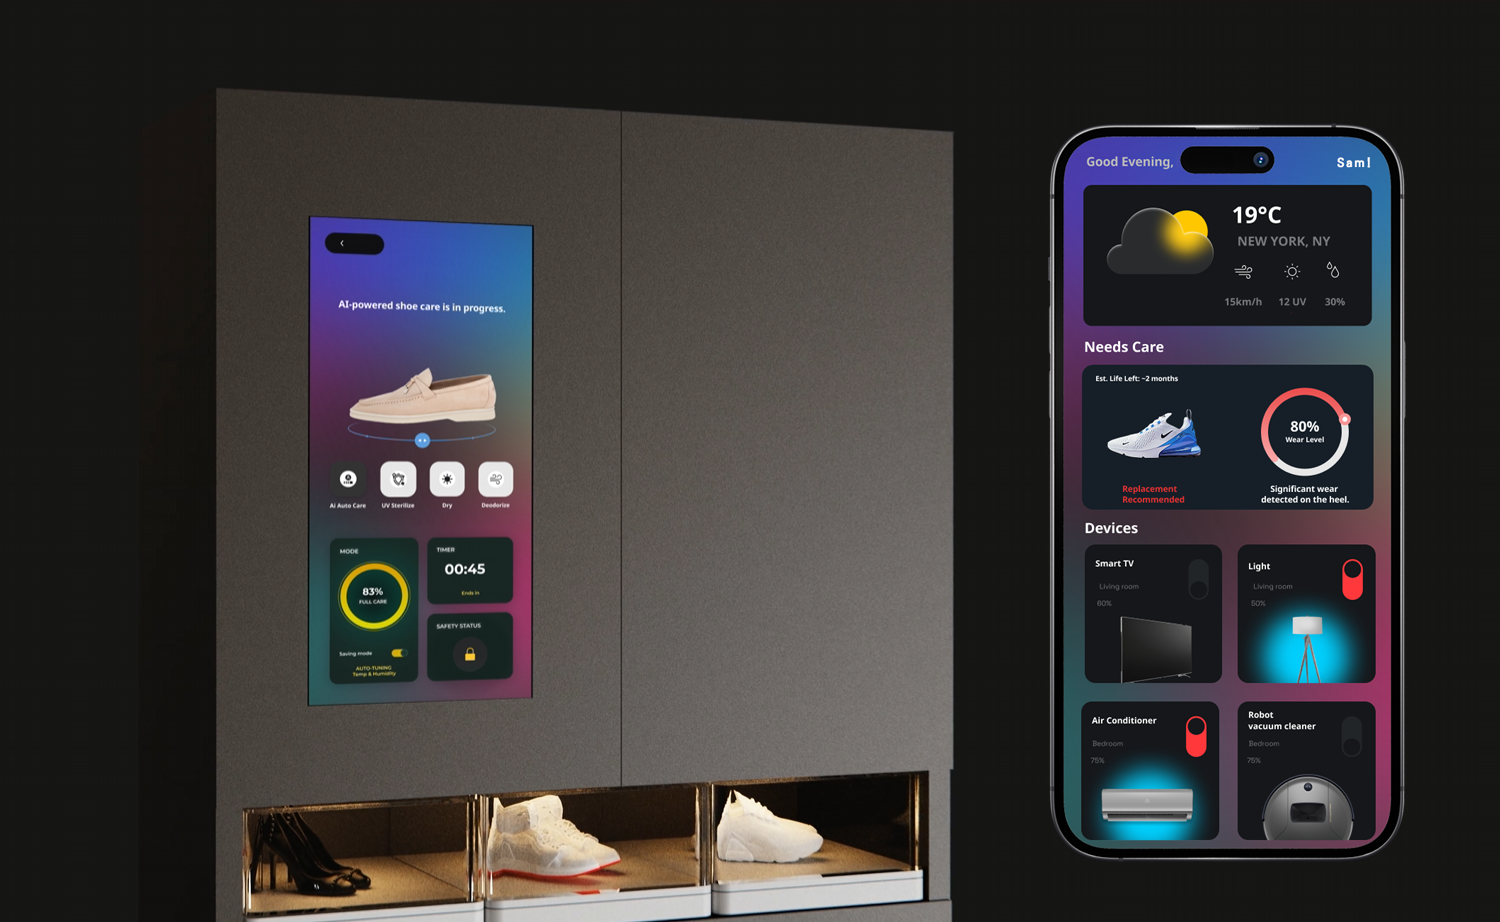 AI-powered shoe care is in progress.
Ai Auto Care
UV Sterilize
Dry
Deodorize
MODE
83%
FULL CARE
Saving mode
AUTO-TUNING
Temp & Humidity
TIMER
00:45
Ends in
SAFETY STATUS
Good Evening,
Sam!
19°C
NEW YORK, NY
15km/h
12 UV
30%
Needs Care
Est. Life Left: ~2 months
80%
Wear Level
Replacement
Recommended
Significant wear
detected on the heel.
Devices
Smart TV
Living room
60%
Light
Living room
50%
Air Conditioner
Bedroom
75%
Robot
vacuum cleaner
Bedroom
75%